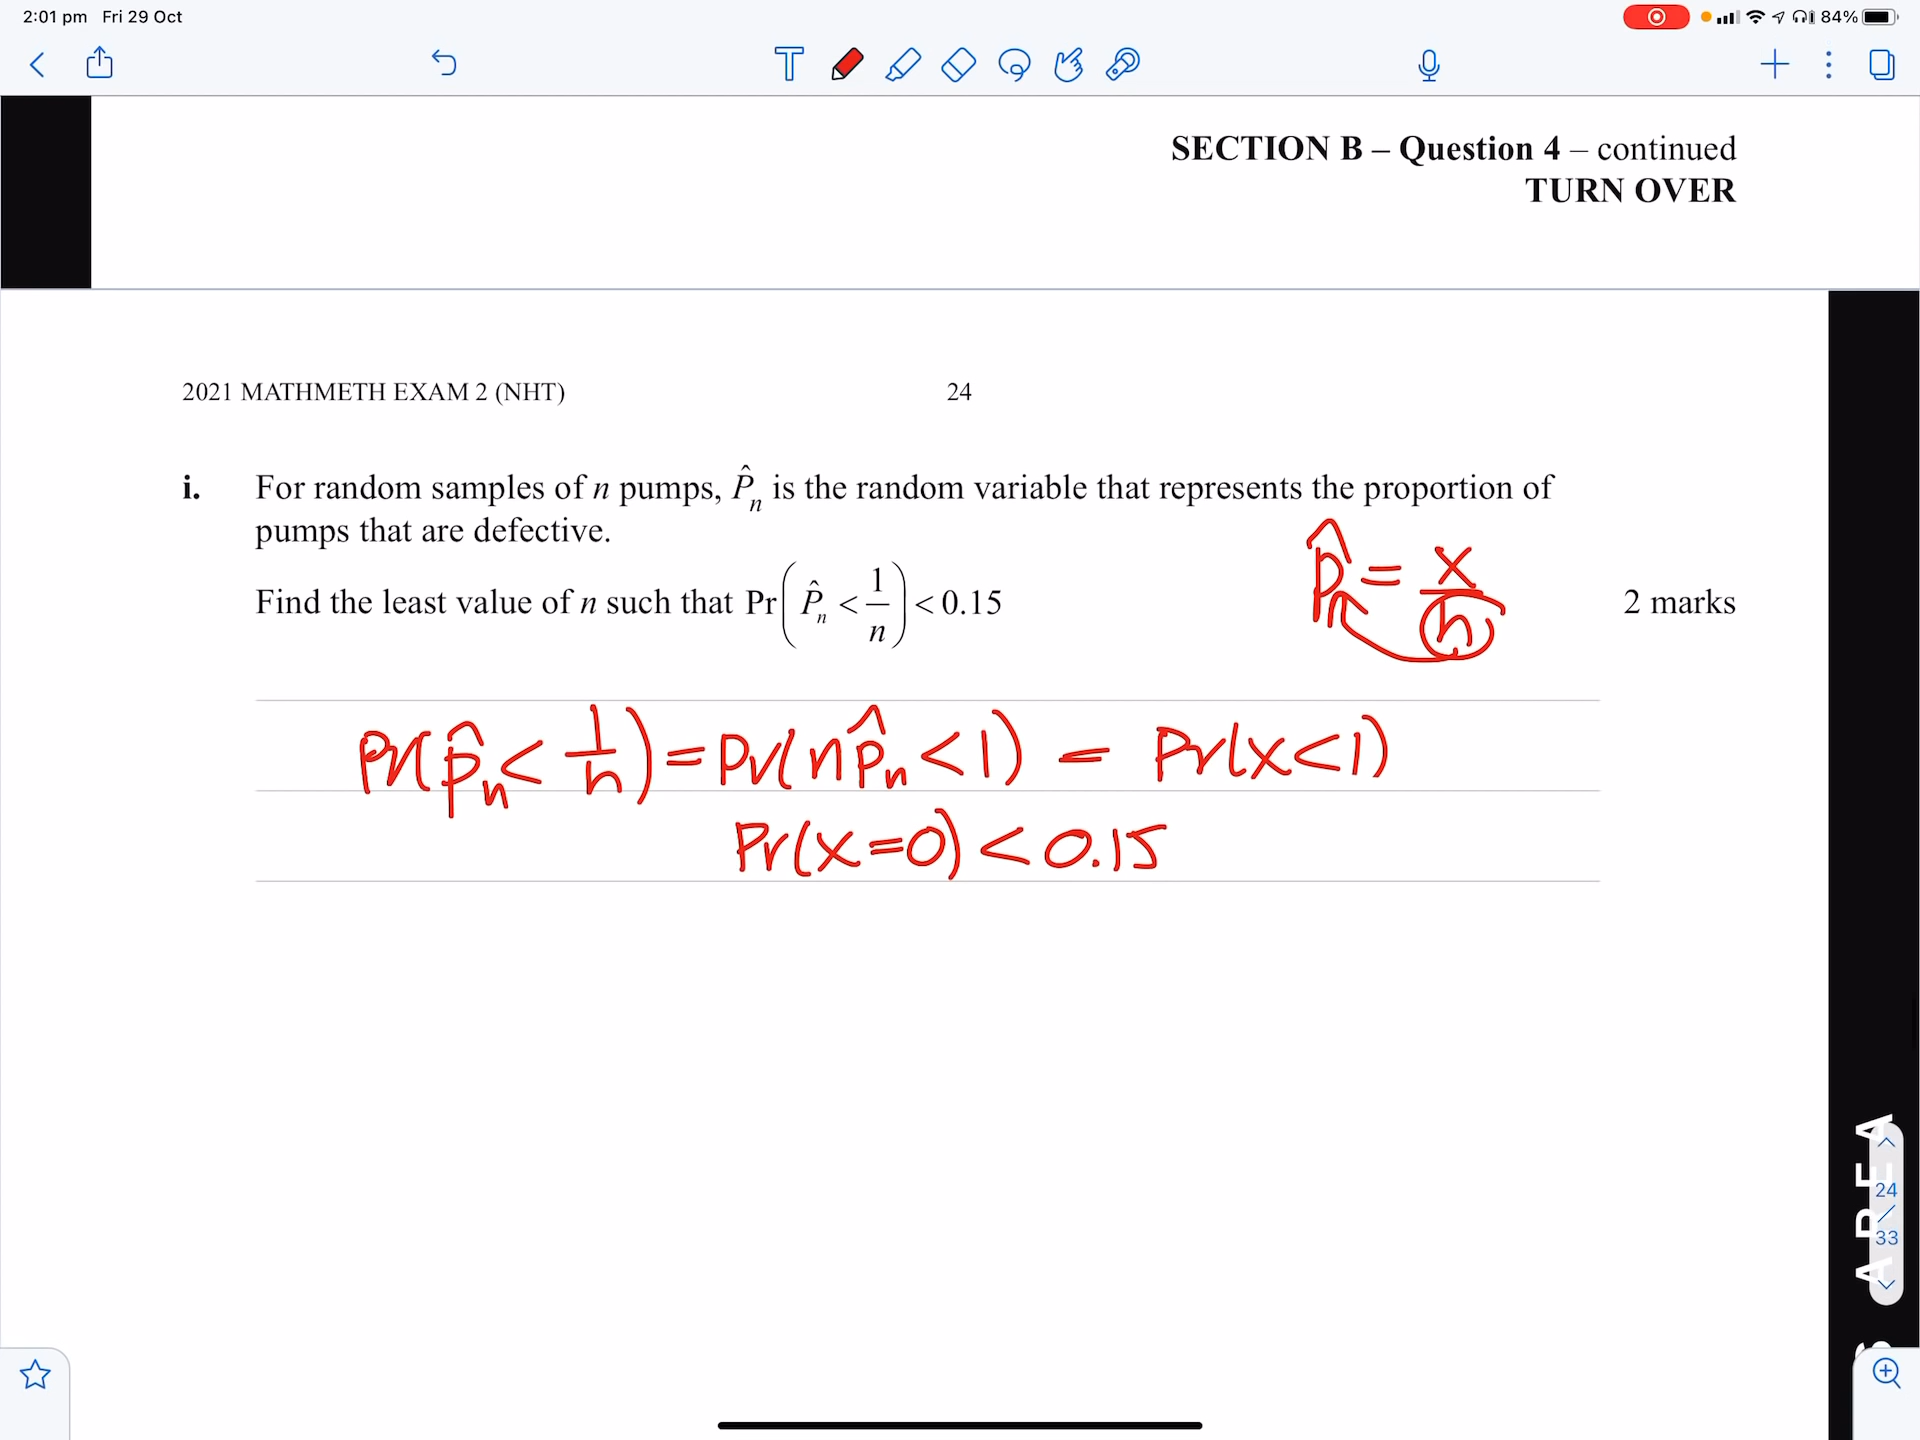 2:01 pm Fri 29 Oct
84%
T
SECTION B – Question 4 – continued
TURN OVER
2021 MATHMETH EXAM 2 (NHT)
24
i. For random samples of n pumps, P̂ₙ is the random variable that represents the proportion of
pumps that are defective.
Find the least value of n such that Pr(P̂ₙ < 1/n) < 0.15
2 marks
p̂ₙ = x/n
Pr(p̂ₙ < 1/n) = Pr(np̂ₙ < 1) = Pr(x<1)
Pr(x=0) < 0.15
AREA
24
/
33